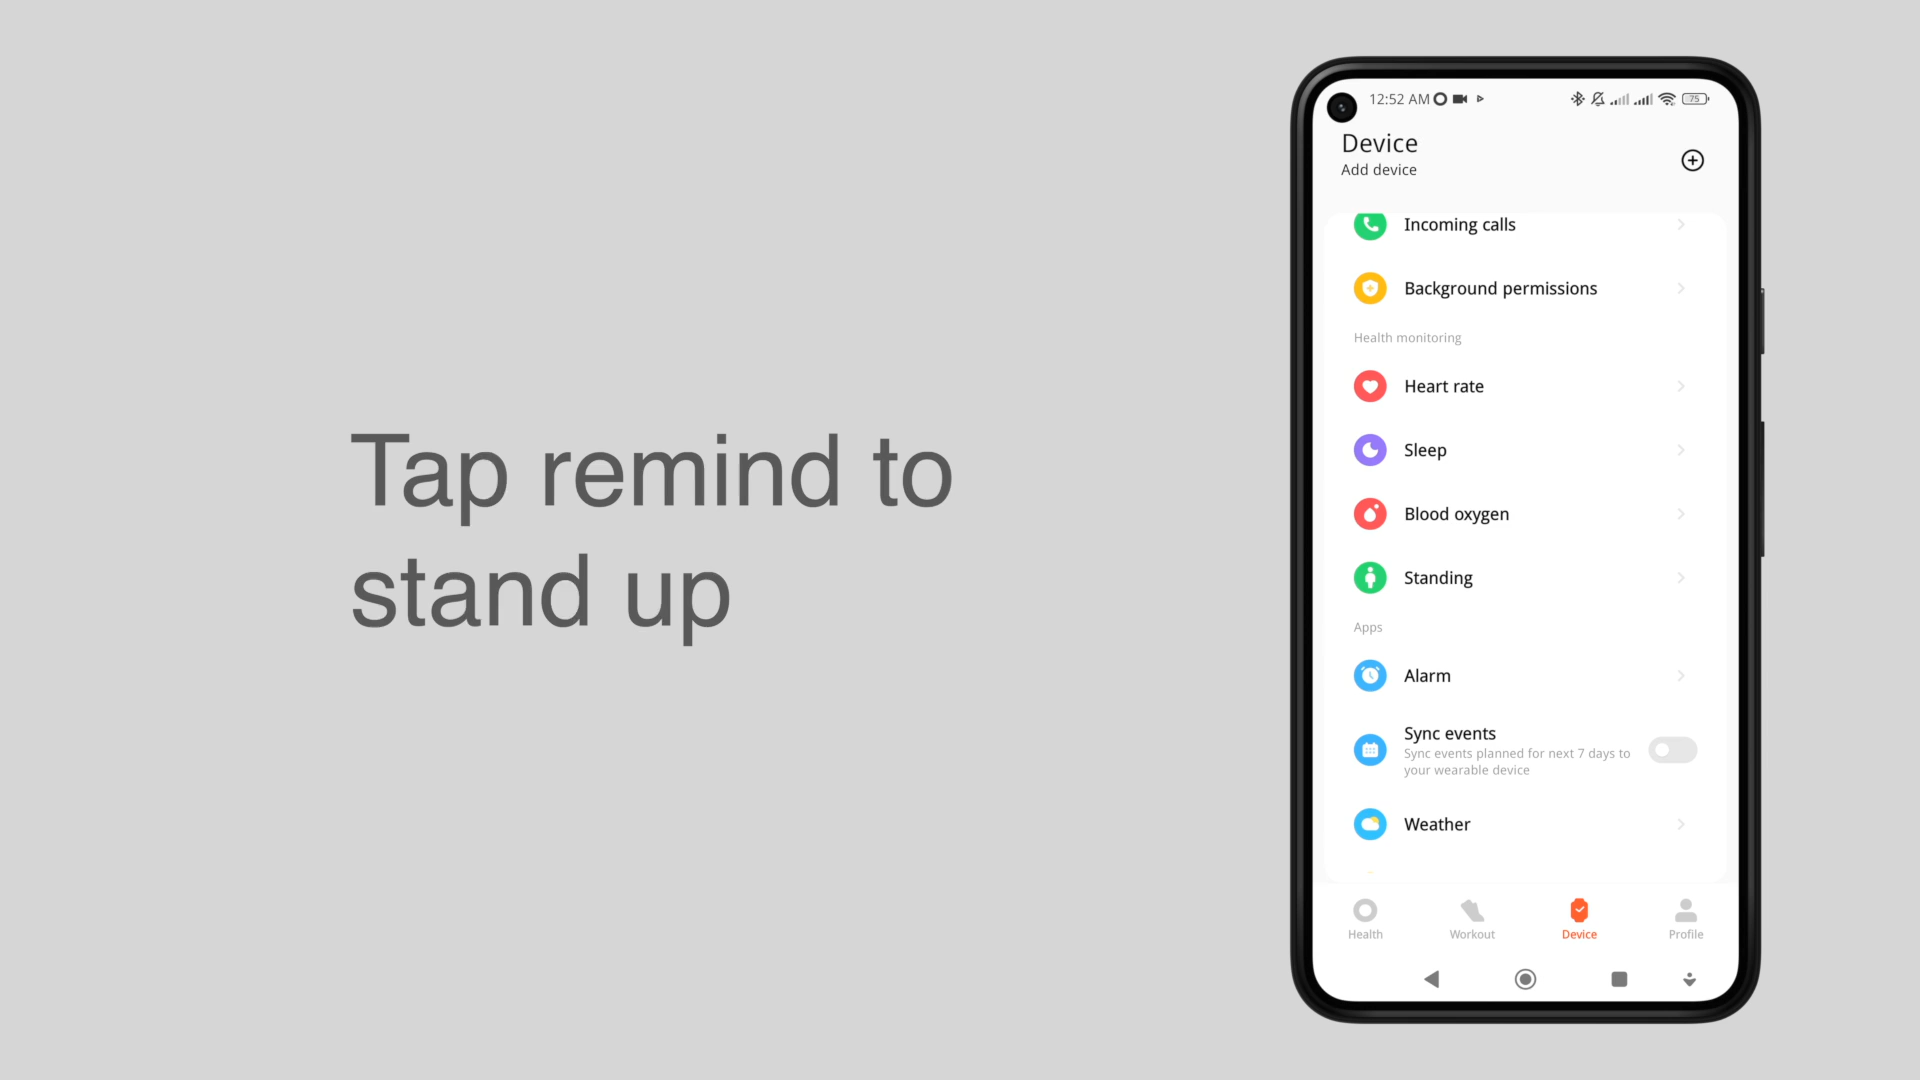 Tap remind to
stand up
12:52 AM
75
Device
Add device
Incoming calls
Background permissions
Health monitoring
Heart rate
Sleep
Blood oxygen
Standing
Apps
Alarm
Sync events
Sync events planned for next 7 days to
your wearable device
Weather
Health
Workout
Device
Profile